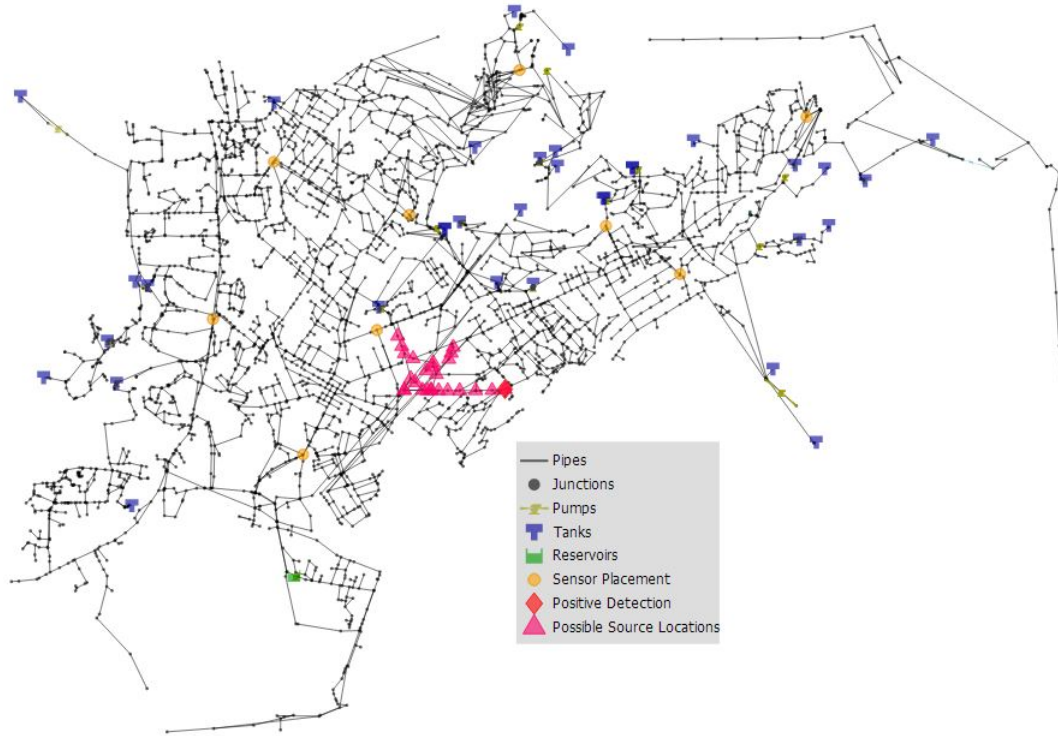 Pipes
Junctions
Pumps
Tanks
Reservoirs
Sensor Placement
Positive Detection
Possible Source Locations